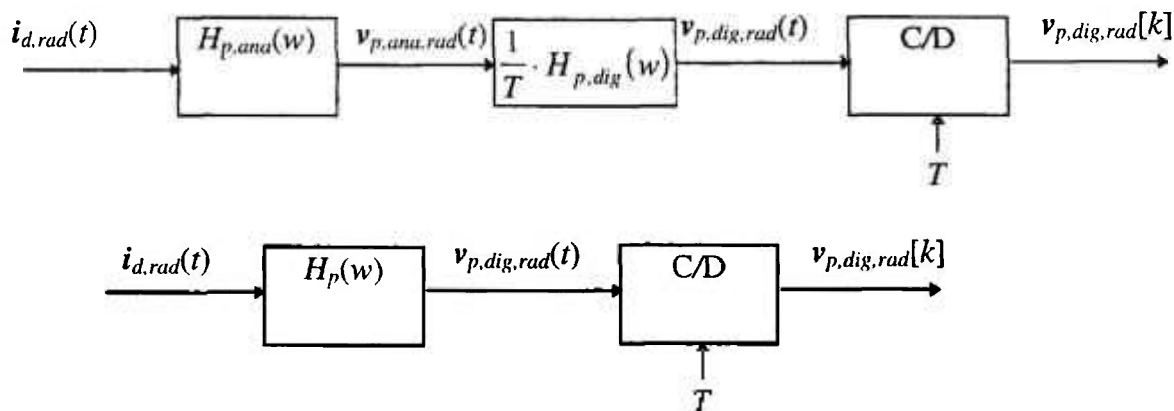 i_{d,rad}(t)
H_{p,ana}(w)
v_{p,ana,rad}(t)
1/T · H_{p,dig}(w)
v_{p,dig,rad}(t)
C/D
v_{p,dig,rad}[k]
T
i_{d,rad}(t)
H_p(w)
v_{p,dig,rad}(t)
C/D
v_{p,dig,rad}[k]
T